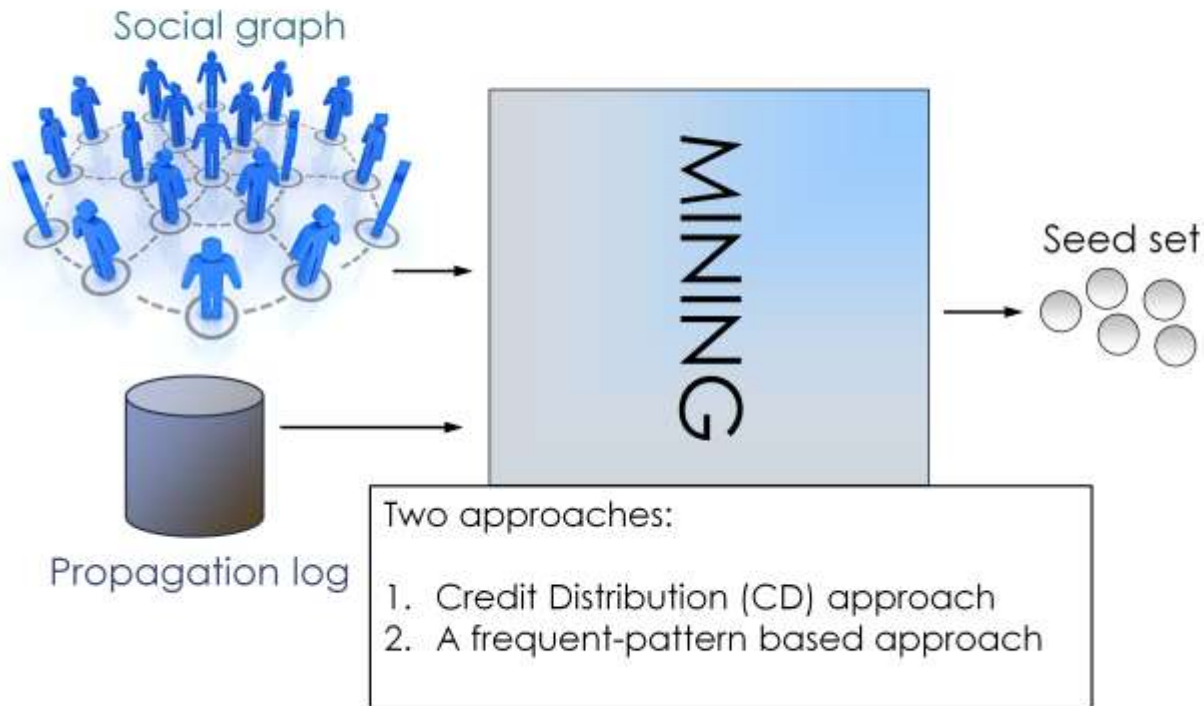 Social graph
MINING
Seed set
Propagation log
Two approaches:
1. Credit Distribution (CD) approach
2. A frequent-pattern based approach